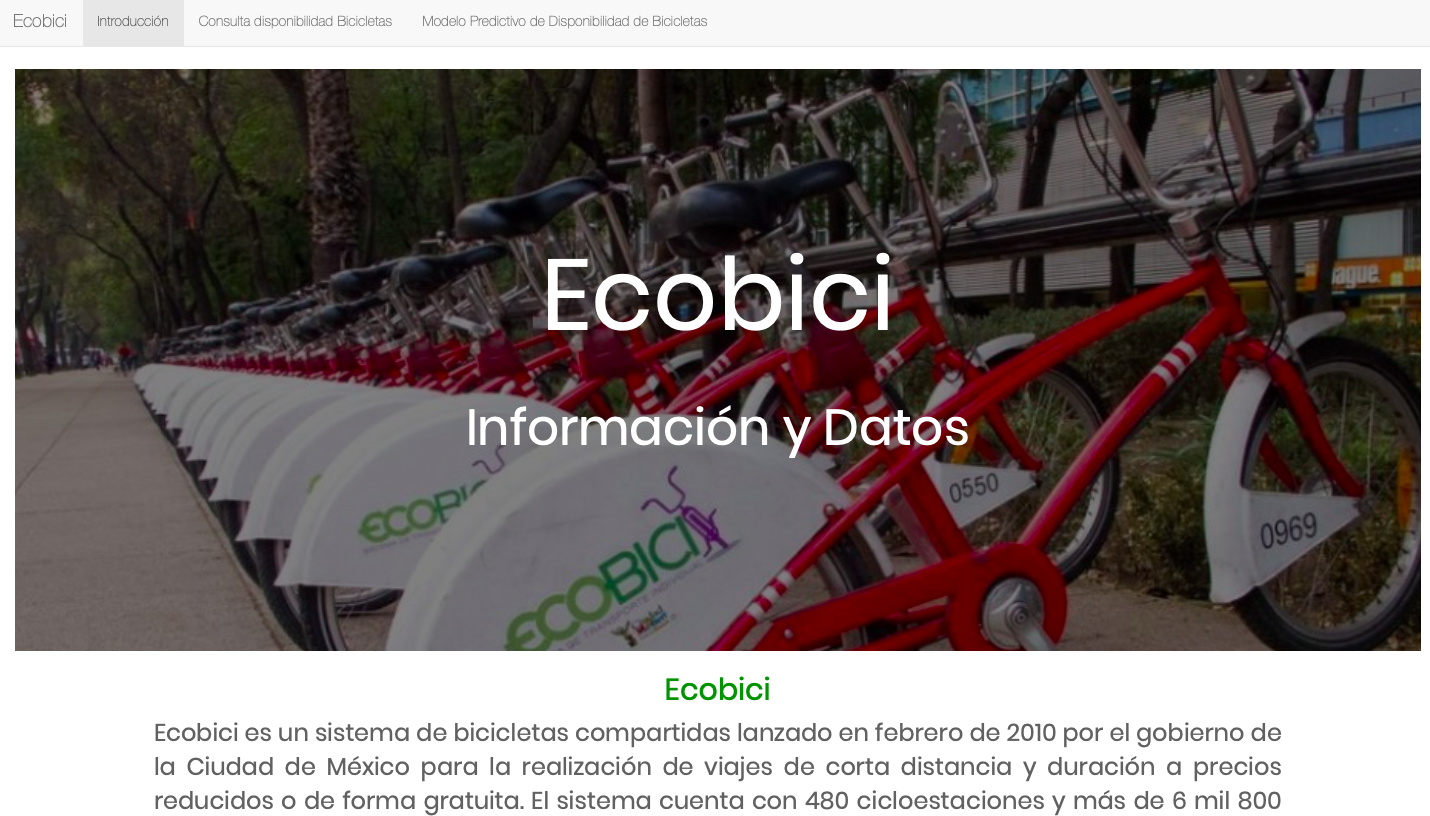 Ecobici
Introducción
Consulta disponibilidad Bicicletas
Modelo Predictivo de Disponibilidad de Bicicletas
Ecobici
Información y Datos
ECOBICI
0550
0969
ECOBICI
DE TRANSPORTE INDIVIDUAL
Ecobici
Ecobici es un sistema de bicicletas compartidas lanzado en febrero de 2010 por el gobierno de
la Ciudad de México para la realización de viajes de corta distancia y duración a precios
reducidos o de forma gratuita. El sistema cuenta con 480 cicloestaciones y más de 6 mil 800